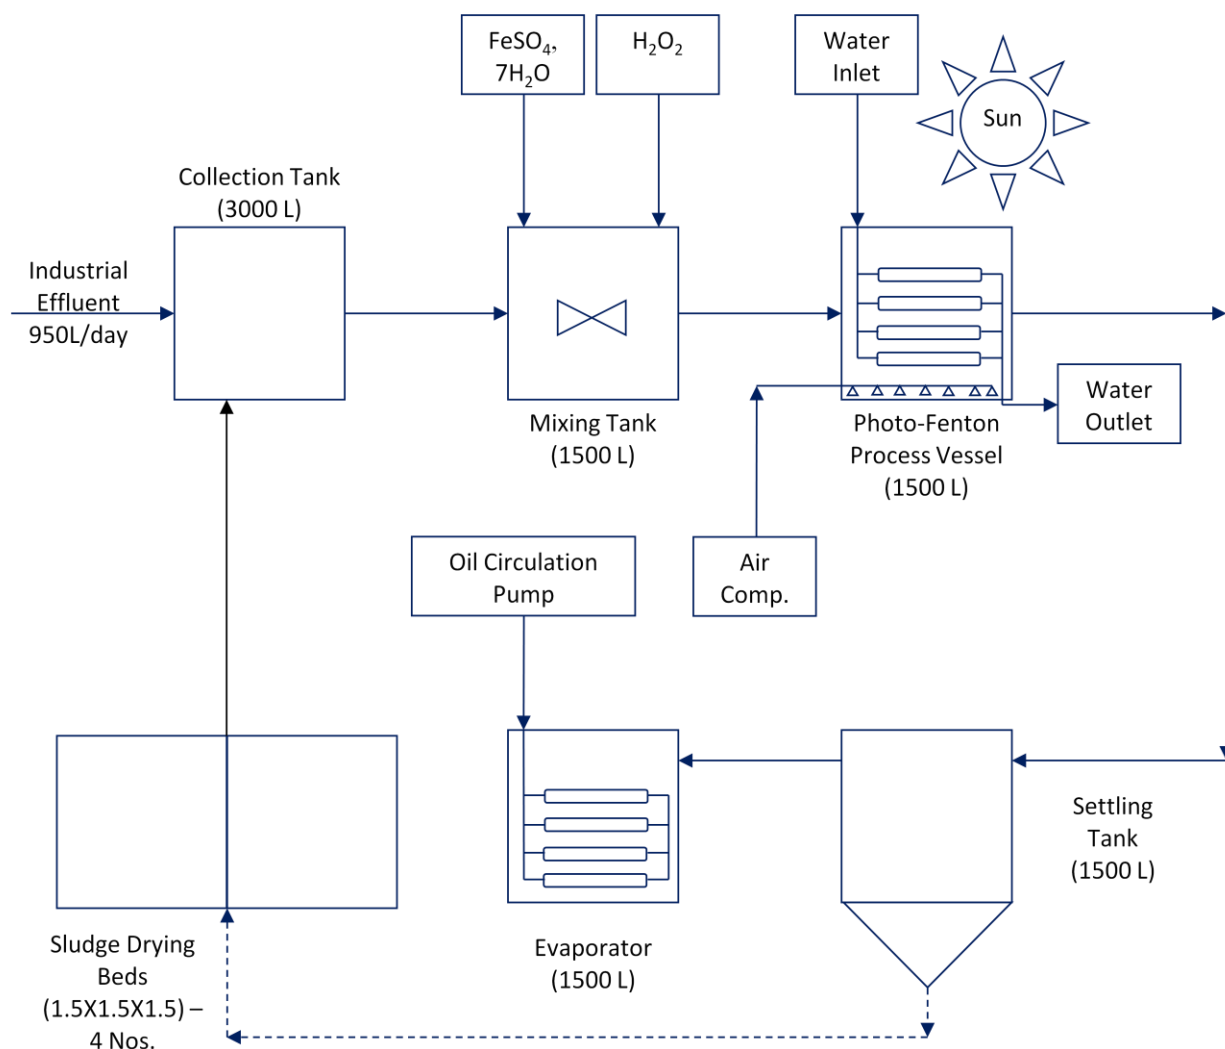 FeSO₄,
7H₂O
H₂O₂
Water
Inlet
Sun
Collection Tank
(3000 L)
Industrial
Effluent
950L/day
Mixing Tank
(1500 L)
Photo-Fenton
Process Vessel
(1500 L)
Water
Outlet
Oil Circulation
Pump
Air
Comp.
Settling
Tank
(1500 L)
Evaporator
(1500 L)
Sludge Drying
Beds
(1.5X1.5X1.5) –
4 Nos.